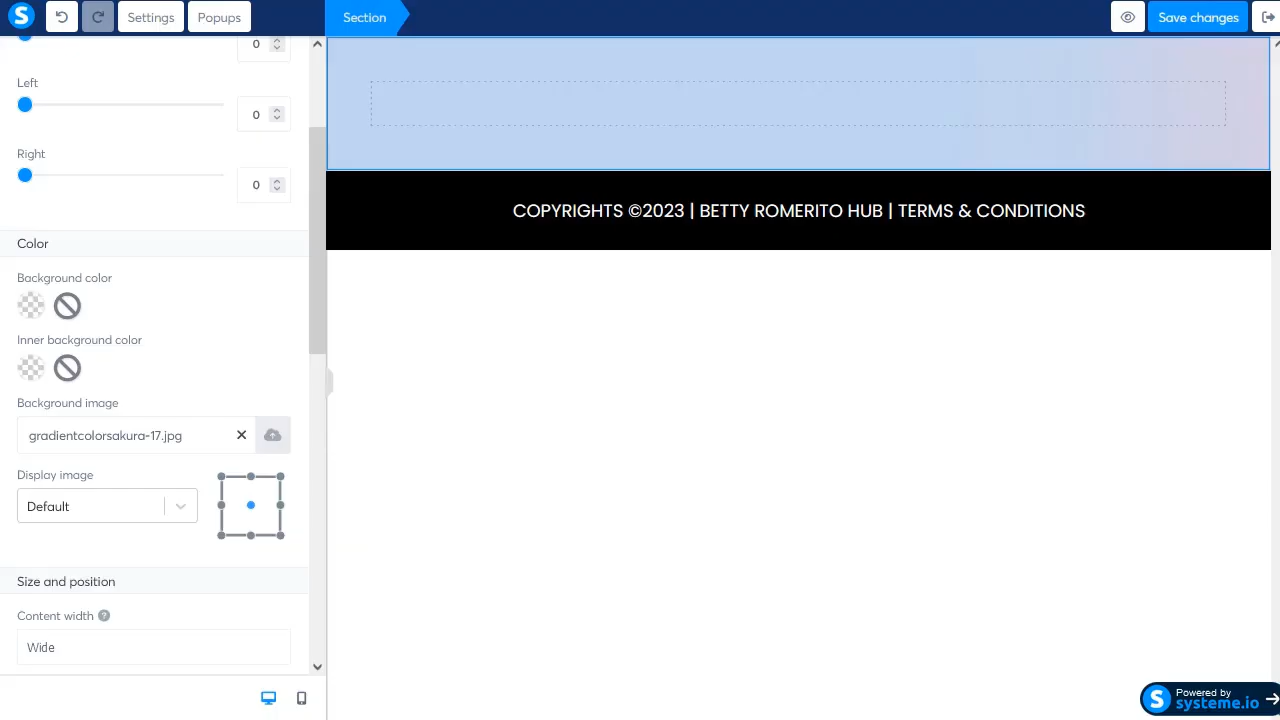 S
Settings
Popups
Section
Save changes
0
Left
0
Right
0
Color
Background color
Inner background color
Background image
gradientcolorsakura-17.jpg
Display image
Default
Size and position
Content width
Wide
COPYRIGHTS ©2023 | BETTY ROMERITO HUB | TERMS & CONDITIONS
S
Powered by
systeme.io